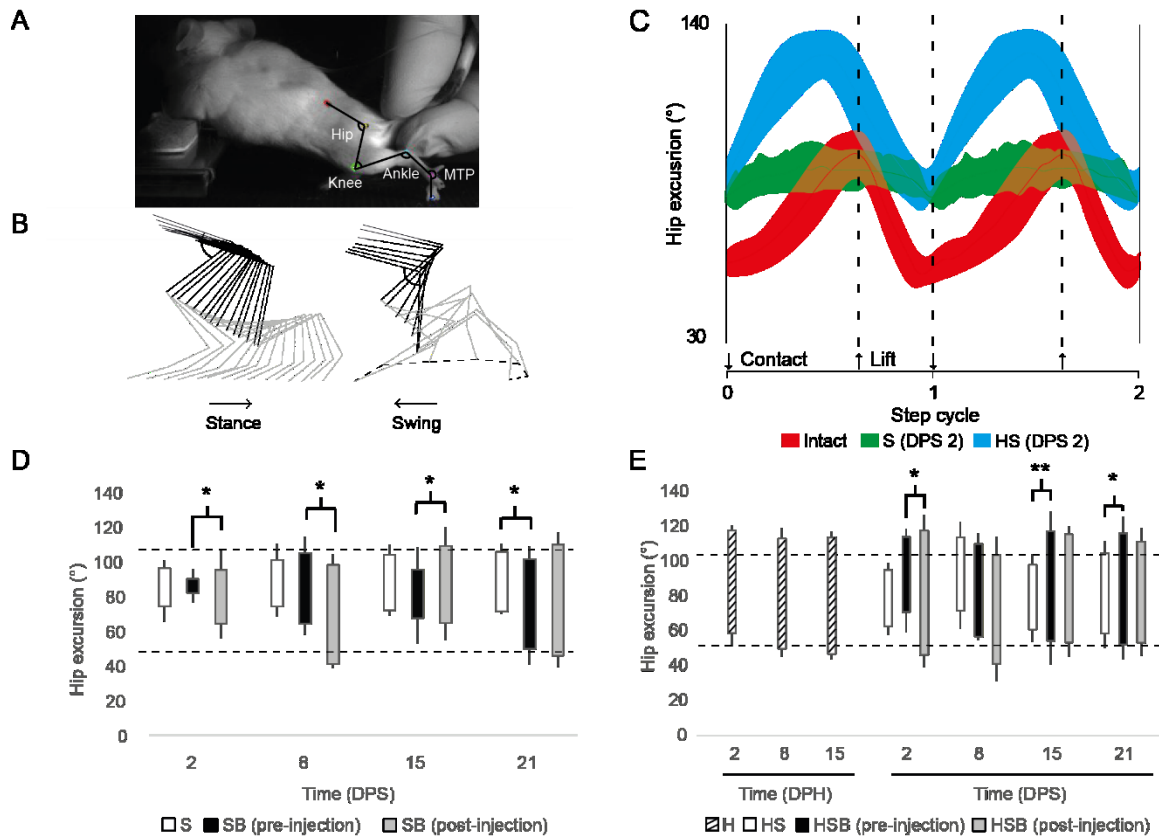 A
Hip
Knee
Ankle
MTP
B
Stance
Swing
C
140
Hip excusrion (°)
30
Contact
Lift
0
1
2
Step cycle
Intact
S (DPS 2)
HS (DPS 2)
D
140
120
100
80
60
40
20
0
Hip excursion (°)
*
*
*
*
2
8
15
21
Time (DPS)
S
SB (pre-injection)
SB (post-injection)
E
140
120
100
80
60
40
20
0
Hip excursion (°)
*
**
*
2
8
15
2
8
15
21
Time (DPH)
Time (DPS)
H
HS
HSB (pre-injection)
HSB (post-injection)